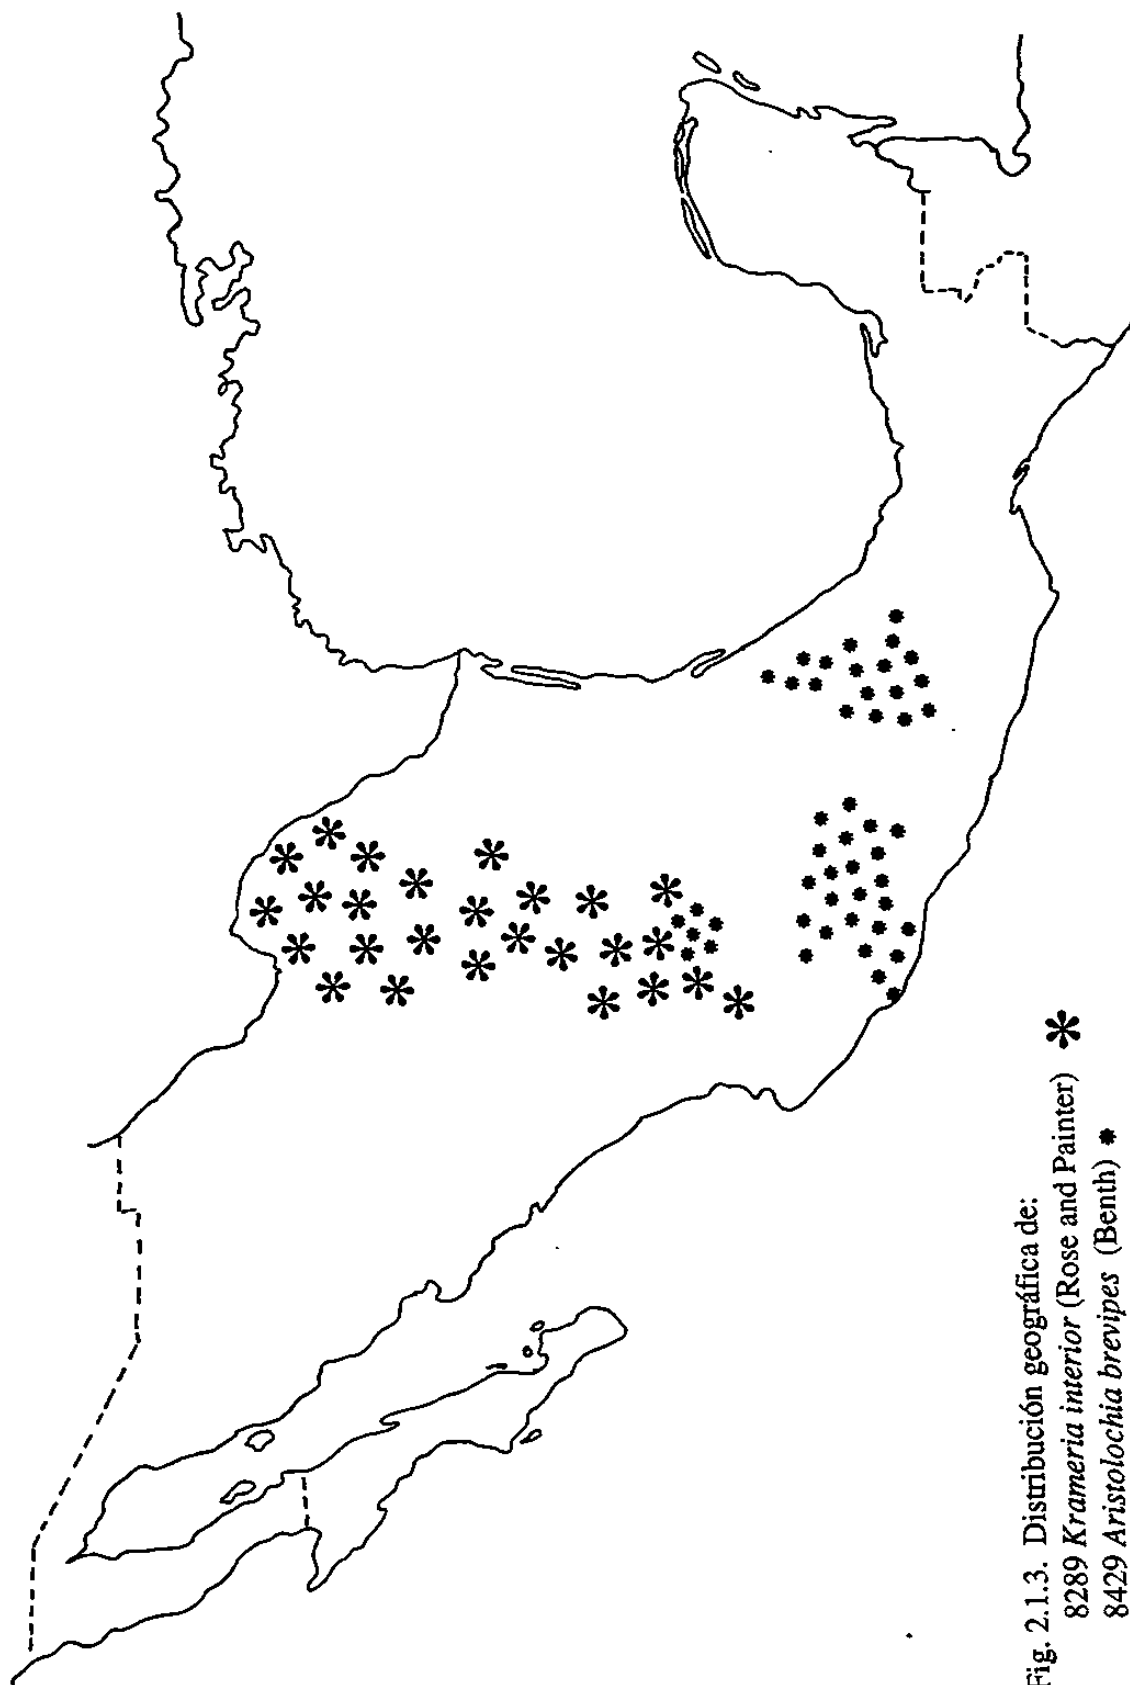 Fig. 2.1.3. Distribución geográfica de:
8289 Krameria interior (Rose and Painter) *
8429 Aristolochia brevipes (Benth) *